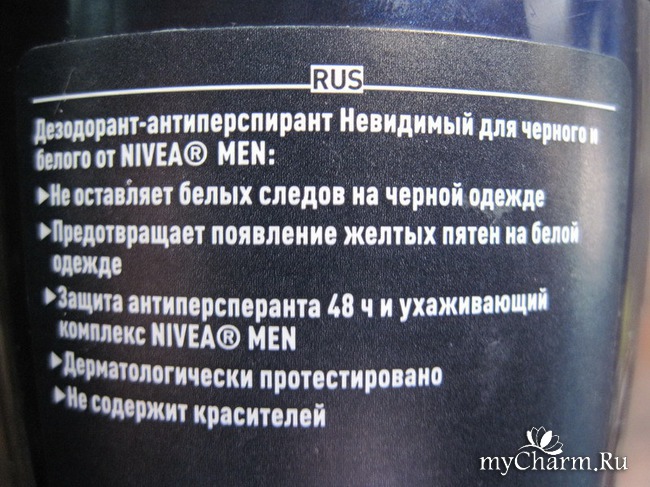 RUS
Дезодорант-антиперспирант Невидимый для черного и
белого от NIVEA® MEN:
▸Не оставляет белых следов на черной одежде
▸Предотвращает появление желтых пятен на белой
одежде
▸Защита антиперсперанта 48 ч и ухаживающий
комплекс NIVEA® MEN
▸Дерматологически протестировано
▸Не содержит красителей
myCharm.Ru